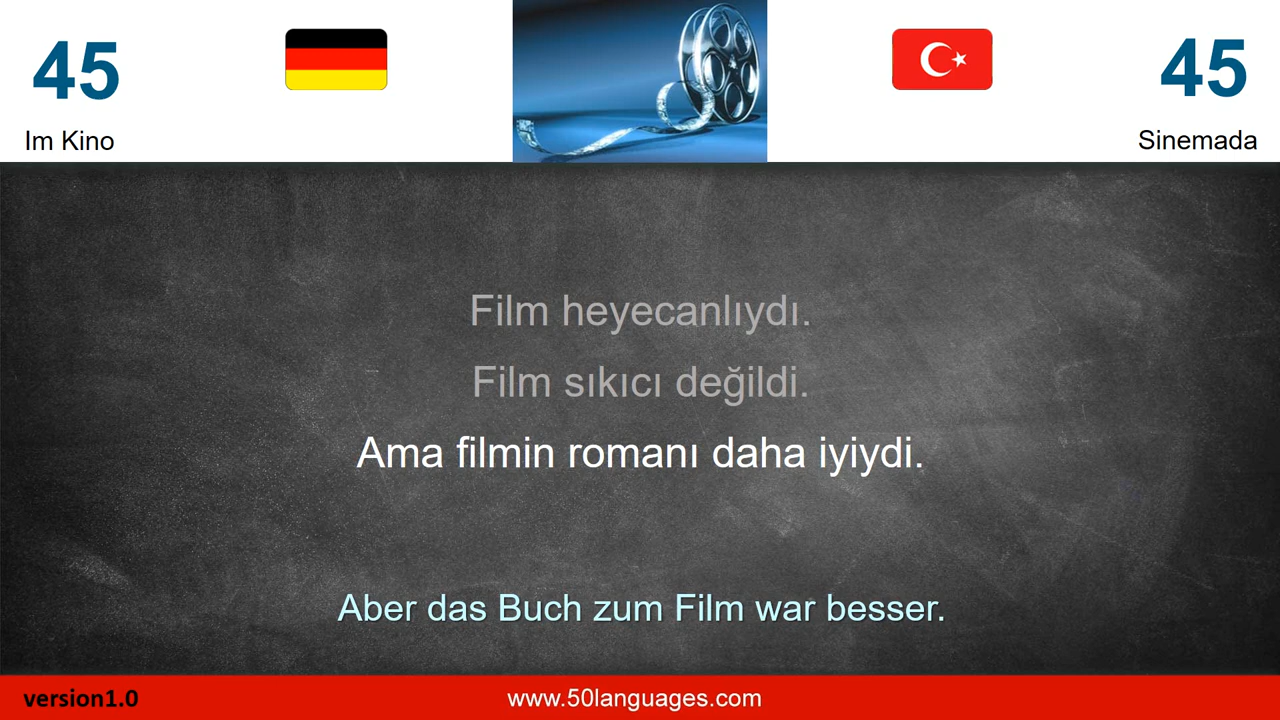 45
Im Kino
45
Sinemada
Film heyecanlıydı.
Film sıkıcı değildi.
Ama filmin romanı daha iyiydi.
Aber das Buch zum Film war besser.
version1.0
www.50languages.com